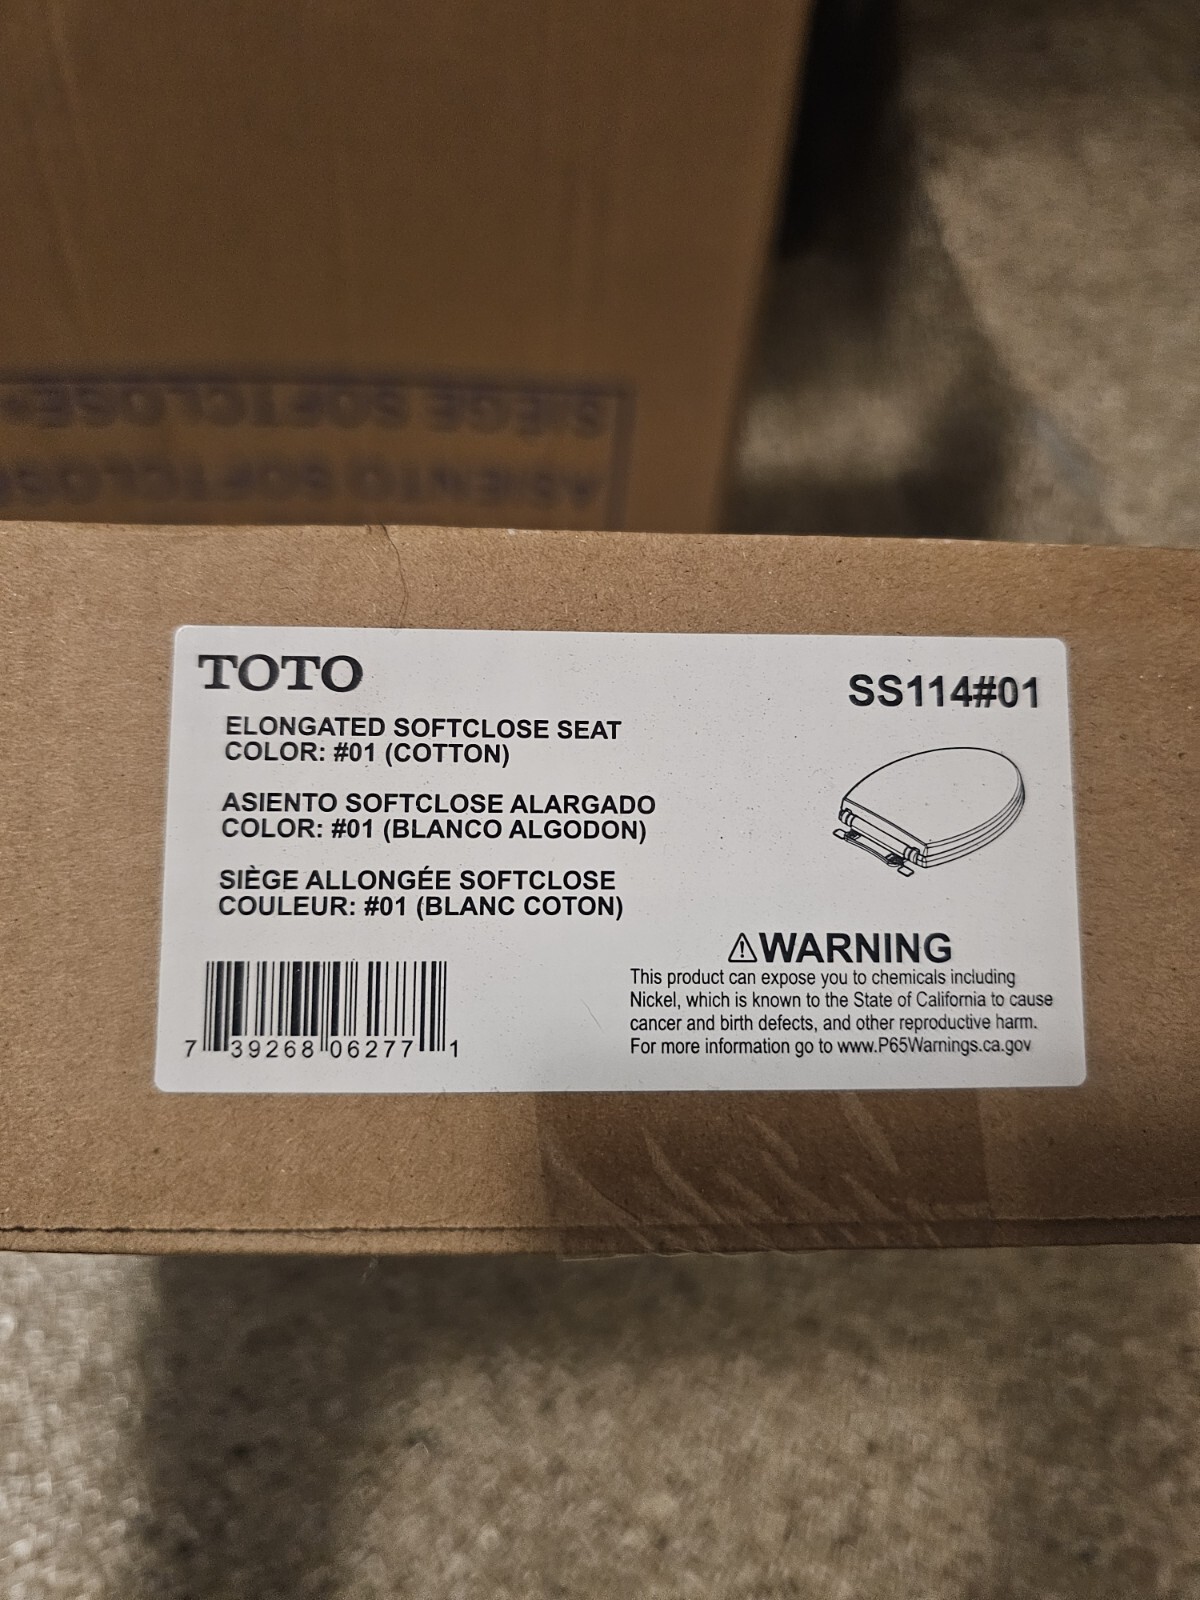 SIÈGE SOFTCLOSE
ASIENTO SOFTCLOSE
TOTO
SS114#01
ELONGATED SOFTCLOSE SEAT
COLOR: #01 (COTTON)
ASIENTO SOFTCLOSE ALARGADO
COLOR: #01 (BLANCO ALGODON)
SIÈGE ALLONGÉE SOFTCLOSE
COULEUR: #01 (BLANC COTON)
⚠WARNING
This product can expose you to chemicals including
Nickel, which is known to the State of California to cause
cancer and birth defects, and other reproductive harm.
For more information go to www.P65Warnings.ca.gov
7 39268 06277 1